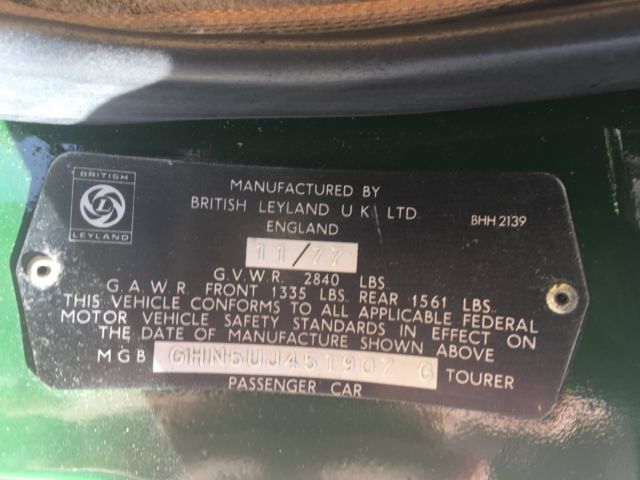 BRITISH
L
LEYLAND
MANUFACTURED BY
BRITISH LEYLAND U K LTD
ENGLAND
BHH 2139
11/77
G.V.W.R. 2840 LBS.
G.A.W.R. FRONT 1335 LBS. REAR 1561 LBS.
THIS VEHICLE CONFORMS TO ALL APPLICABLE FEDERAL
MOTOR VEHICLE SAFETY STANDARDS IN EFFECT ON
THE DATE OF MANUFACTURE SHOWN ABOVE
MGB GHN5UJ451907 G TOURER
PASSENGER CAR